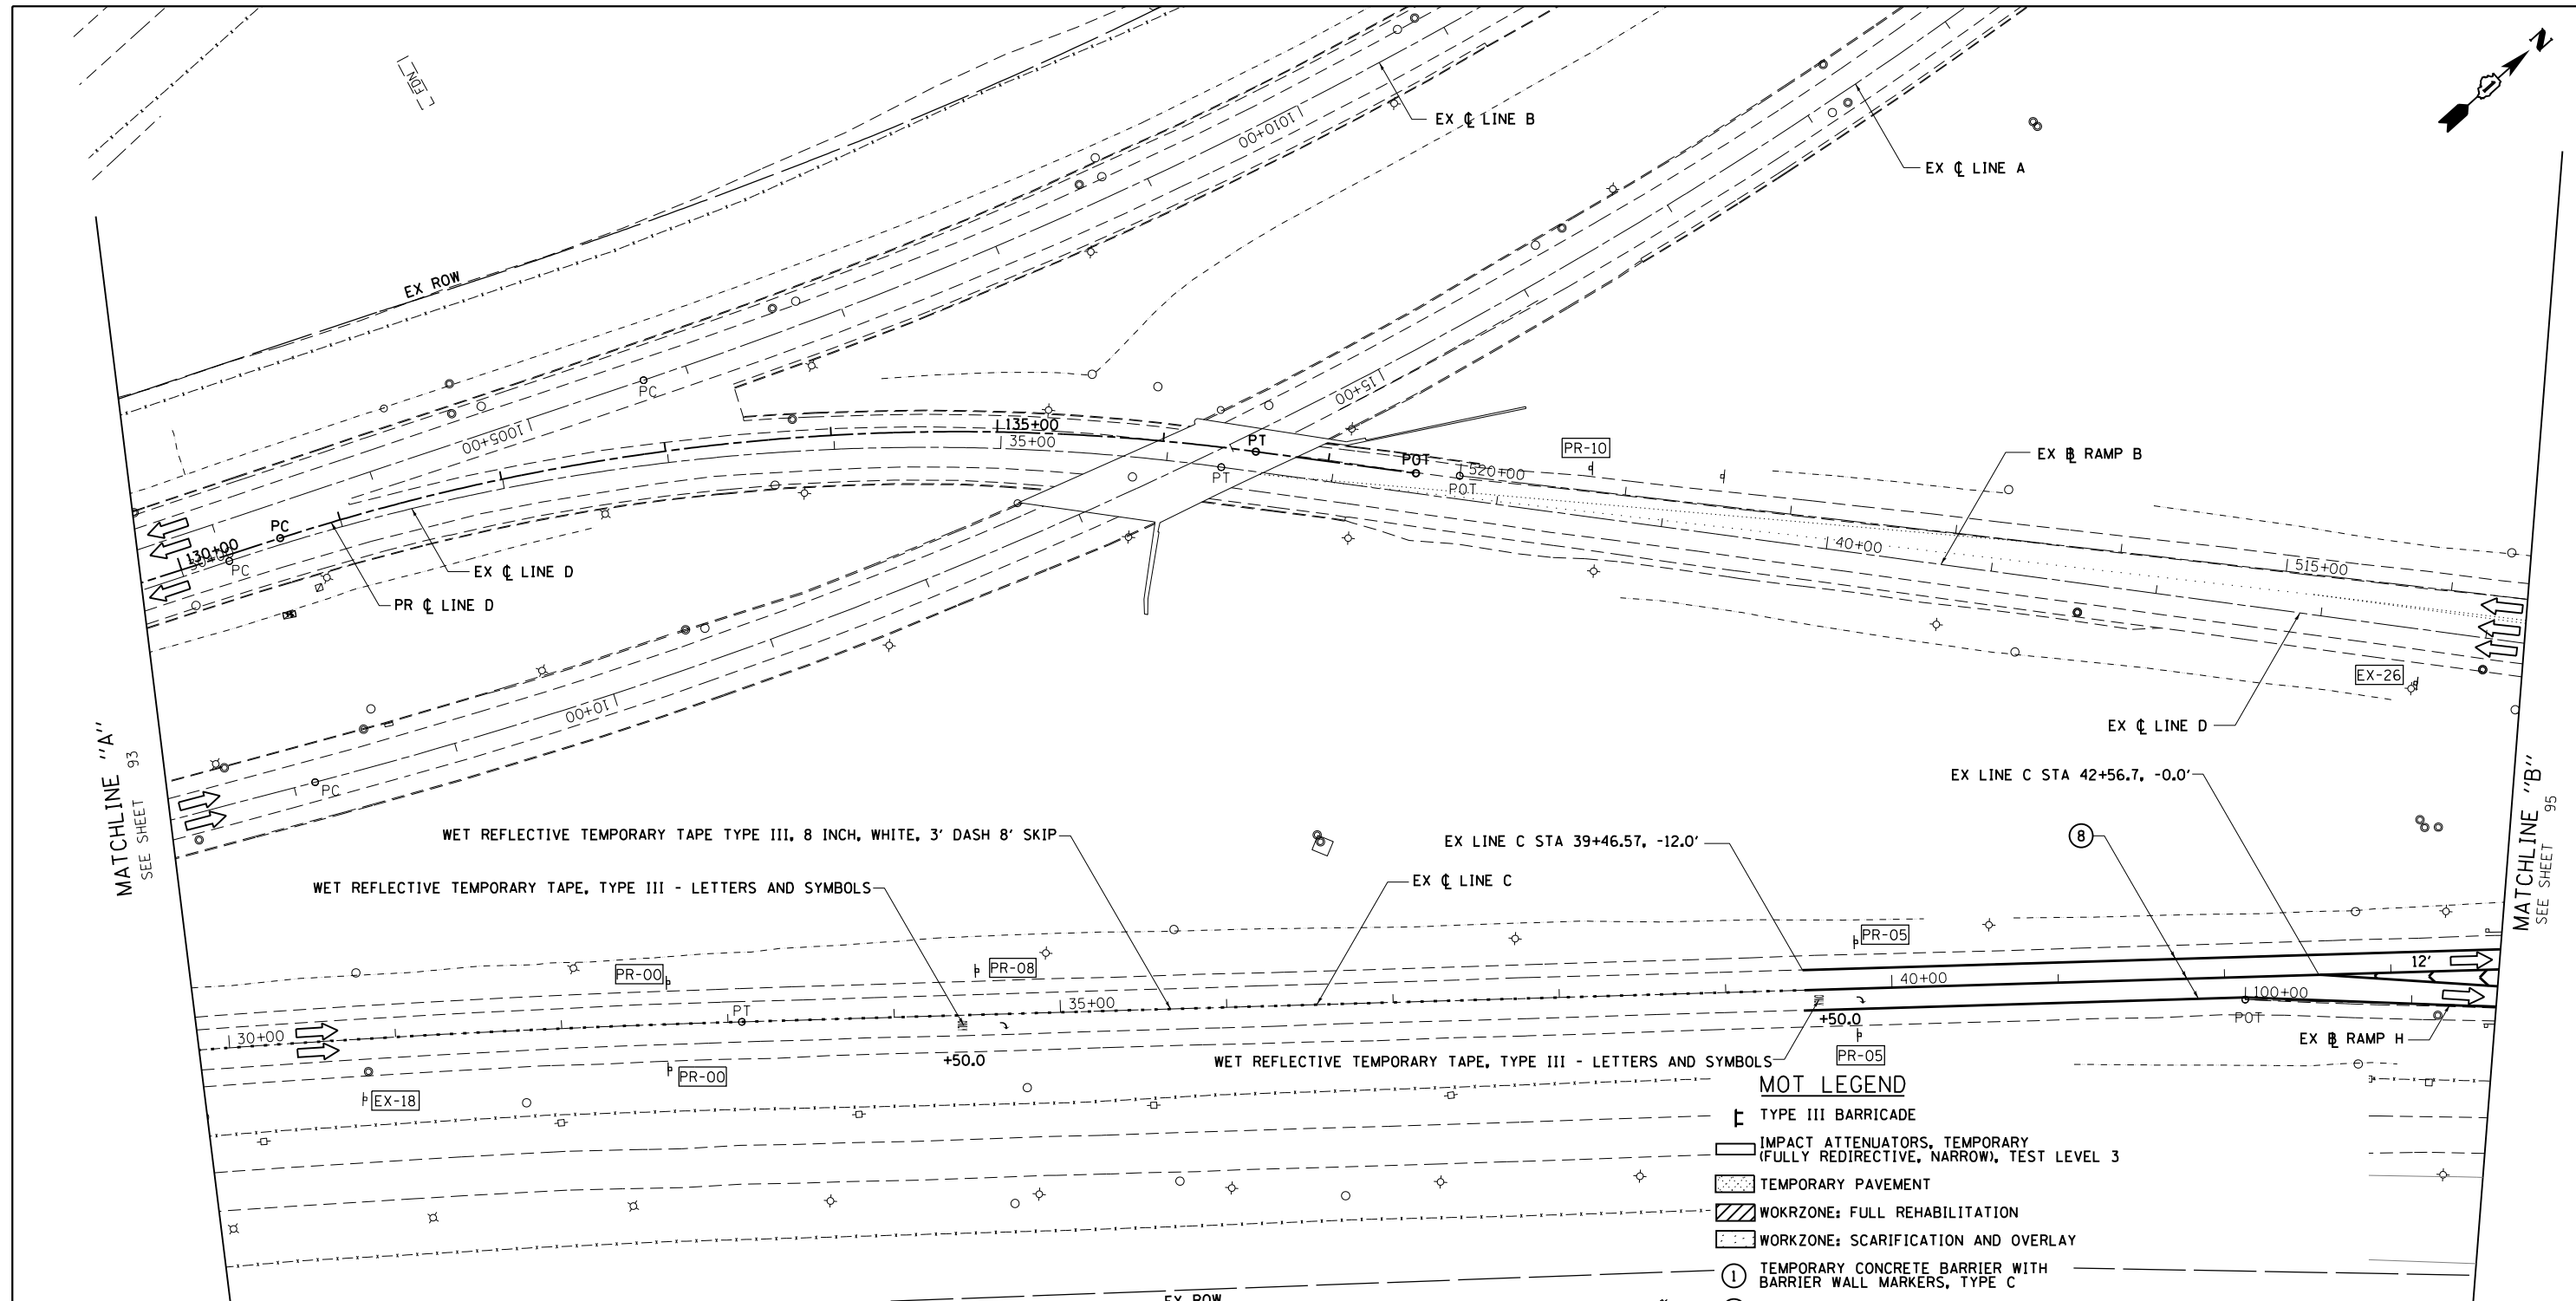 N
FDN
EX ℄ LINE B
1010+00
EX ℄ LINE A
EX ROW
15+00
PC
1005+00
135+00
35+00
PT
POT
PT
520+00
POT
PR-10
EX B̲L RAMP B
40+00
515+00
PC
130+00
PC
EX ℄ LINE D
PR ℄ LINE D
EX-26
EX ℄ LINE D
10+00
PC
MATCHLINE "A"
SEE SHEET 93
MATCHLINE "B"
SEE SHEET 95
EX LINE C STA 42+56.7, -0.0'
WET REFLECTIVE TEMPORARY TAPE TYPE III, 8 INCH, WHITE, 3' DASH 8' SKIP
EX LINE C STA 39+46.57, -12.0'
8
WET REFLECTIVE TEMPORARY TAPE, TYPE III - LETTERS AND SYMBOLS
EX ℄ LINE C
PR-05
PR-00
PR-08
12'
40+00
35+00
100+00
PT
30+00
+50.0
POT
EX B̲L RAMP H
+50.0
WET REFLECTIVE TEMPORARY TAPE, TYPE III - LETTERS AND SYMBOLS
PR-05
PR-00
EX-18
MOT LEGEND
TYPE III BARRICADE
IMPACT ATTENUATORS, TEMPORARY
(FULLY REDIRECTIVE, NARROW), TEST LEVEL 3
TEMPORARY PAVEMENT
WOKRZONE: FULL REHABILITATION
WORKZONE: SCARIFICATION AND OVERLAY
1 TEMPORARY CONCRETE BARRIER WITH
BARRIER WALL MARKERS, TYPE C
EX ROW